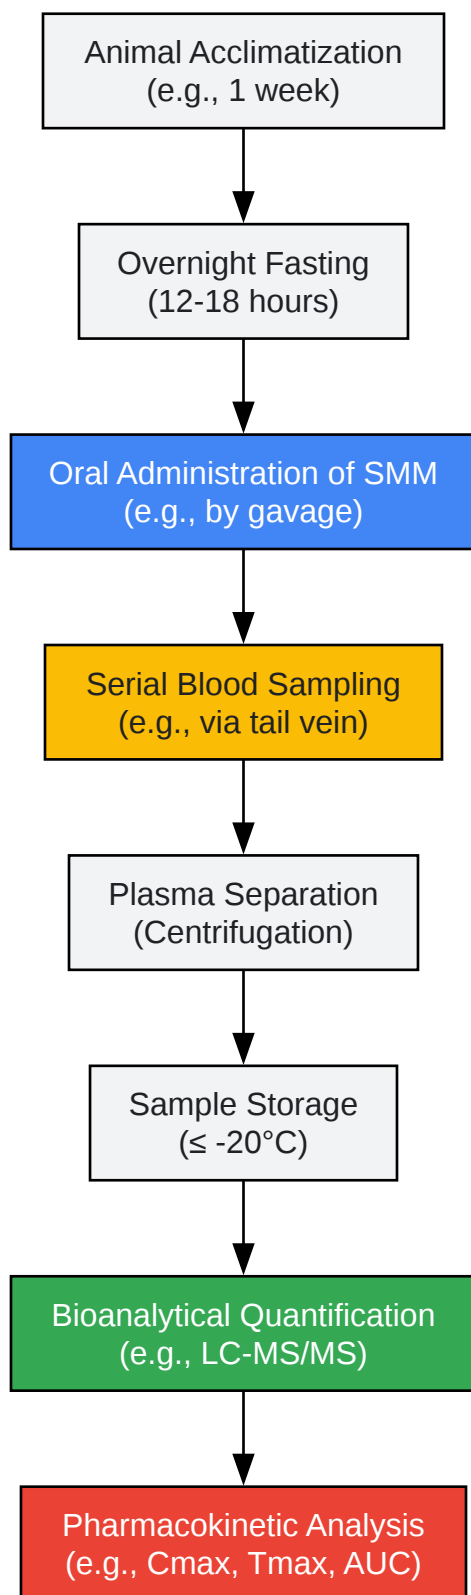 Animal Acclimatization
(e.g., 1 week)
Overnight Fasting
(12-18 hours)
Oral Administration of SMM
(e.g., by gavage)
Serial Blood Sampling
(e.g., via tail vein)
Plasma Separation
(Centrifugation)
Sample Storage
(≤ -20°C)
Bioanalytical Quantification
(e.g., LC-MS/MS)
Pharmacokinetic Analysis
(e.g., Cmax, Tmax, AUC)